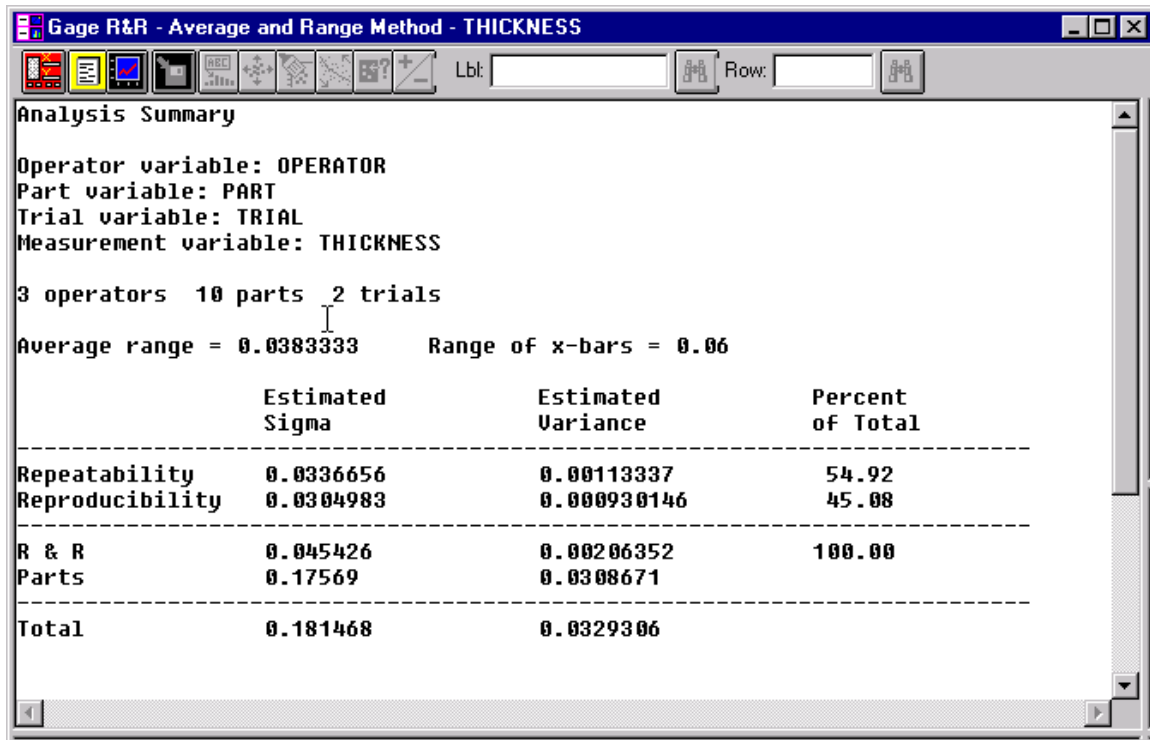 Gage R&R - Average and Range Method - THICKNESS
ABC Lbl: Row:
Analysis Summary
Operator variable: OPERATOR
Part variable: PART
Trial variable: TRIAL
Measurement variable: THICKNESS
3 operators 10 parts 2 trials
Average range = 0.0383333 Range of x-bars = 0.06
Estimated Estimated Percent
Sigma Variance of Total
Repeatability 0.0336656 0.00113337 54.92
Reproducibility 0.0304983 0.000930146 45.08
R & R 0.045426 0.00206352 100.00
Parts 0.17569 0.0308671
Total 0.181468 0.0329306